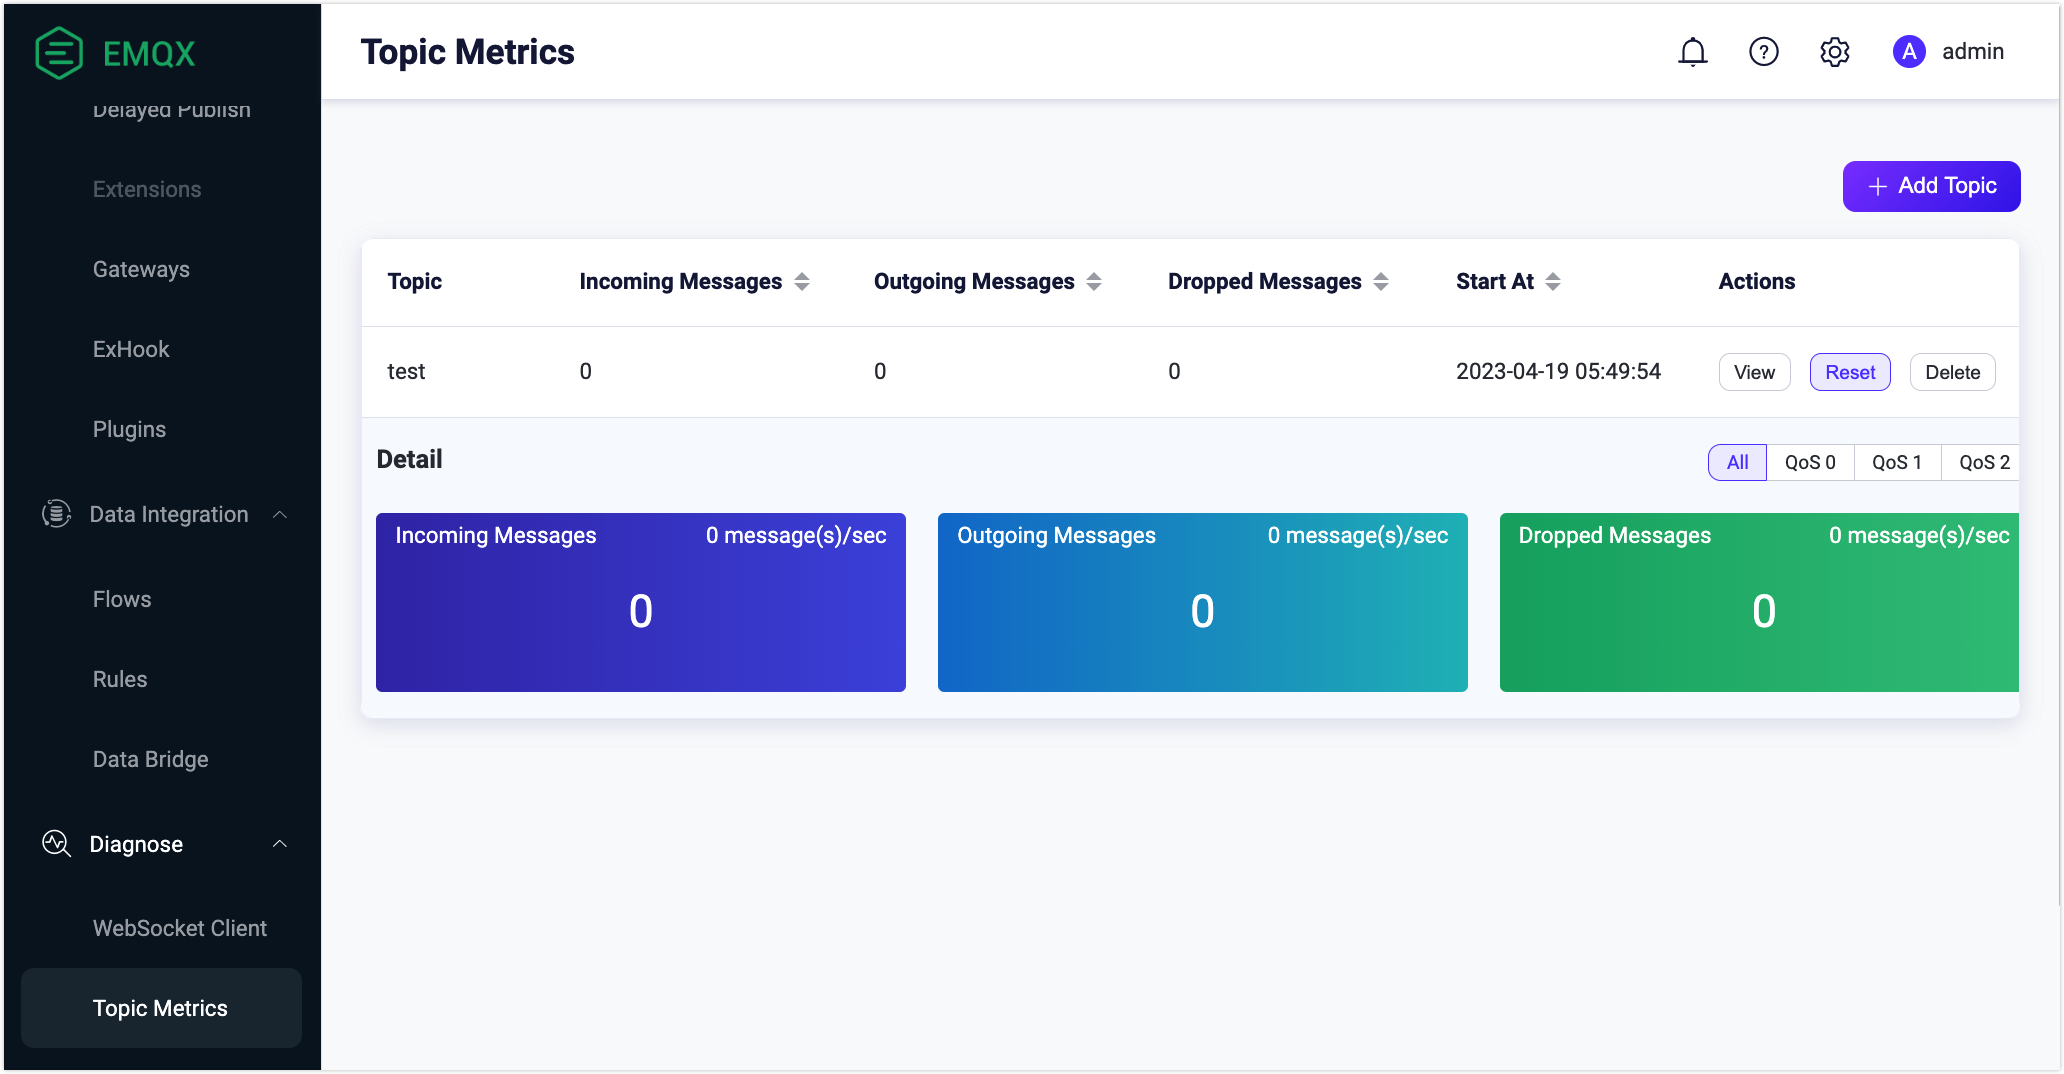 EMQX
Delayed Publish
Extensions
Gateways
ExHook
Plugins
Data Integration
Flows
Rules
Data Bridge
Diagnose
WebSocket Client
Topic Metrics
Topic Metrics
? A admin
+ Add Topic
Topic Incoming Messages Outgoing Messages Dropped Messages Start At Actions
test 0 0 0 2023-04-19 05:49:54 View Reset Delete
Detail All QoS 0 QoS 1 QoS 2
Incoming Messages 0 message(s)/sec
0
Outgoing Messages 0 message(s)/sec
0
Dropped Messages 0 message(s)/sec
0